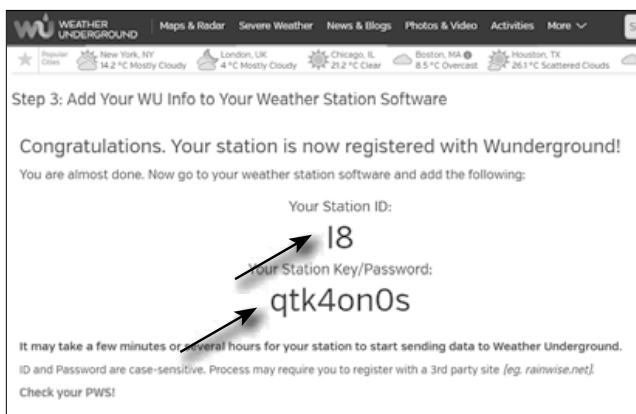 WEATHER UNDERGROUND Maps & Radar Severe Weather News & Blogs Photos & Video Activities More
Popular Cities New York, NY London, UK Chicago, IL Boston, MA Houston, TX
14.2 °C Mostly Cloudy 4 °C Mostly Cloudy 21.2 °C Clear 8.5 °C Overcast 26.1 °C Scattered Clouds
Step 3: Add Your WU Info to Your Weather Station Software
Congratulations. Your station is now registered with Wunderground!
You are almost done. Now go to your weather station software and add the following:
Your Station ID:
I8
Your Station Key/Password:
qtk4on0s
It may take a few minutes or several hours for your station to start sending data to Weather Underground.
ID and Password are case-sensitive. Process may require you to register with a 3rd party site (eg. rainwise.net).
Check your PWS!